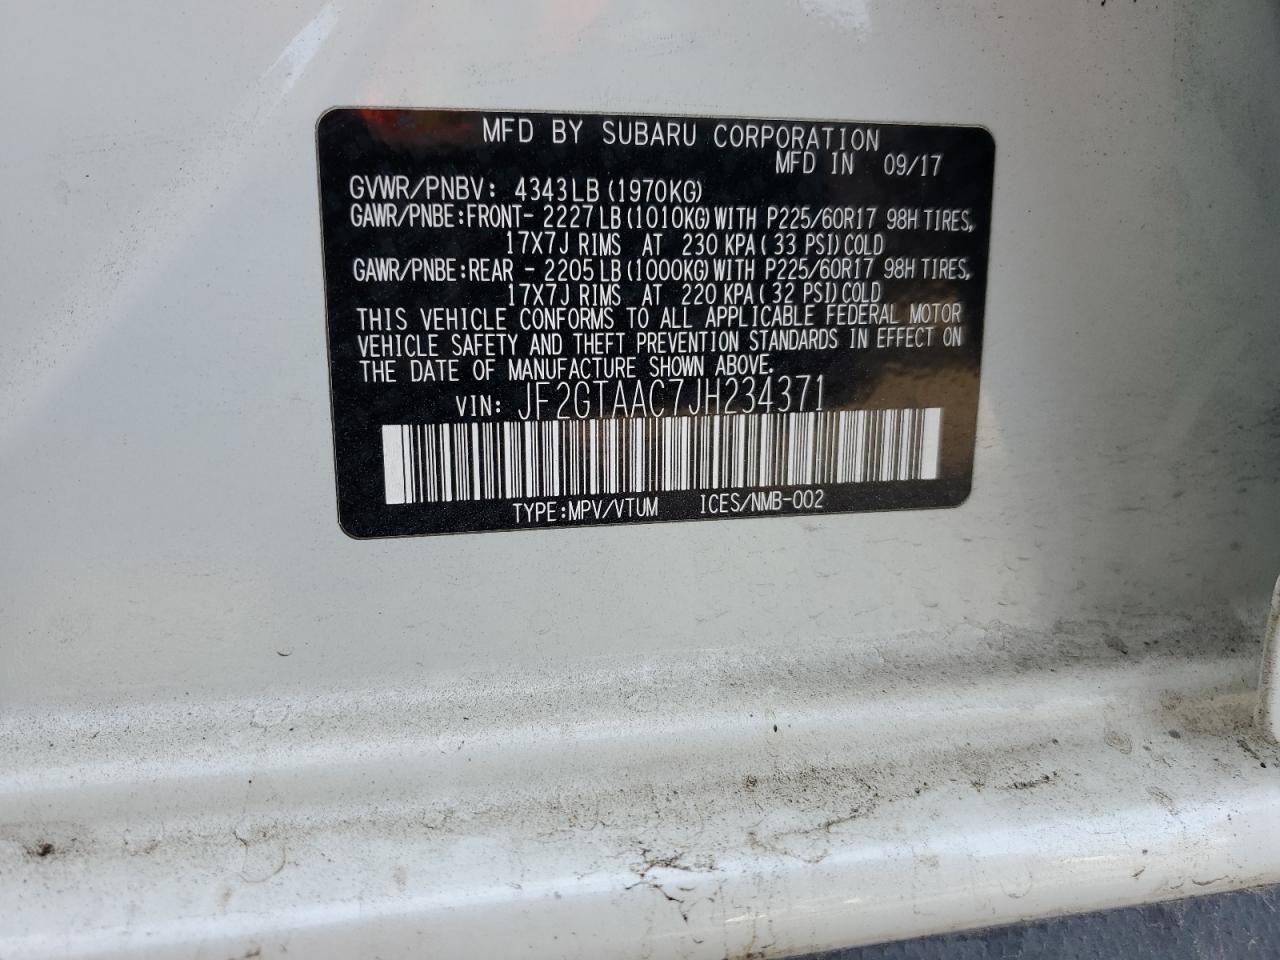 MFD BY SUBARU CORPORATION
MFD IN 09/17
GVWR/PNBV: 4343LB (1970KG)
GAWR/PNBE:FRONT- 2227 LB (1010KG) WITH P225/60R17 98H TIRES,
17X7J RIMS AT 230 KPA ( 33 PSI) COLD
GAWR/PNBE:REAR - 2205 LB (1000KG) WITH P225/60R17 98H TIRES,
17X7J RIMS AT 220 KPA ( 32 PSI) COLD
THIS VEHICLE CONFORMS TO ALL APPLICABLE FEDERAL MOTOR
VEHICLE SAFETY AND THEFT PREVENTION STANDARDS IN EFFECT ON
THE DATE OF MANUFACTURE SHOWN ABOVE.
VIN: JF2GTAAC7JH234371
TYPE:MPV/VTUM ICES/NMB-002